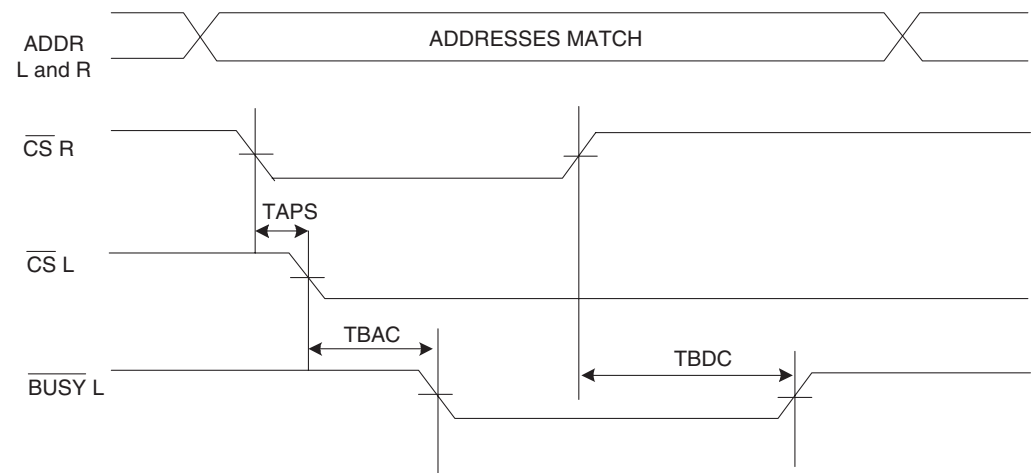 ADDR
L and R
ADDRESSES MATCH
CS R
TAPS
CS L
TBAC
TBDC
BUSY L